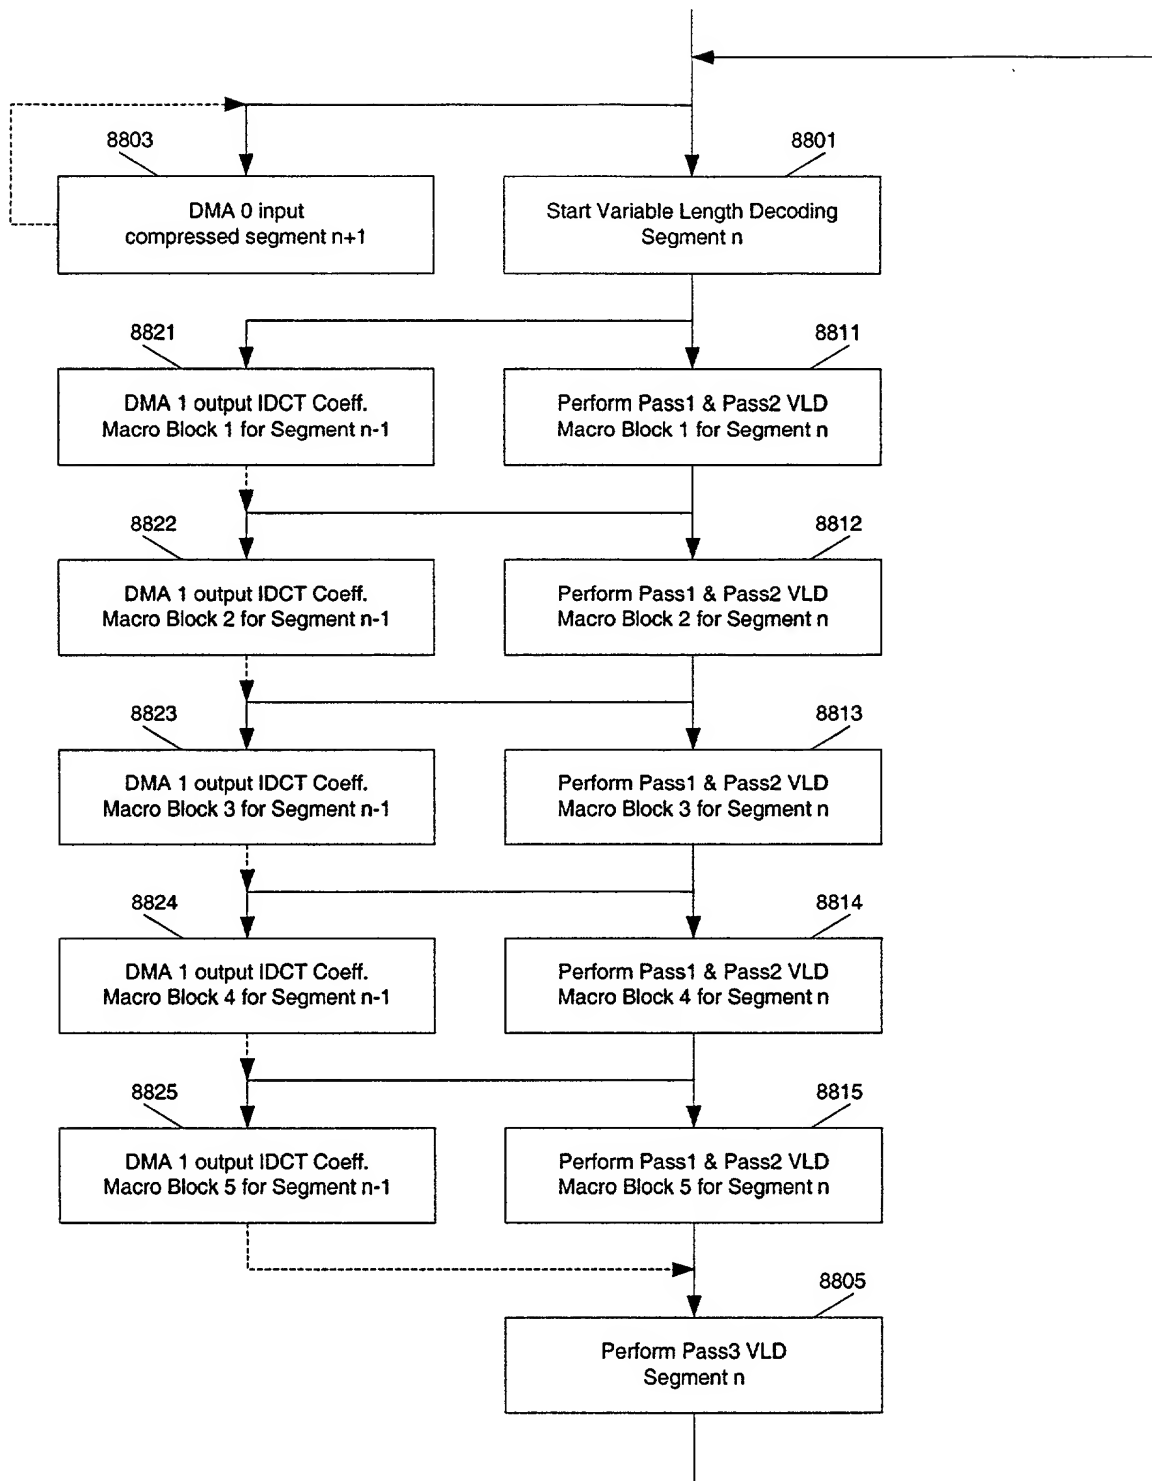 8803
DMA 0 input
compressed segment n+1
8801
Start Variable Length Decoding
Segment n
8821
DMA 1 output IDCT Coeff.
Macro Block 1 for Segment n-1
8811
Perform Pass1 & Pass2 VLD
Macro Block 1 for Segment n
8822
DMA 1 output IDCT Coeff.
Macro Block 2 for Segment n-1
8812
Perform Pass1 & Pass2 VLD
Macro Block 2 for Segment n
8823
DMA 1 output IDCT Coeff.
Macro Block 3 for Segment n-1
8813
Perform Pass1 & Pass2 VLD
Macro Block 3 for Segment n
8824
DMA 1 output IDCT Coeff.
Macro Block 4 for Segment n-1
8814
Perform Pass1 & Pass2 VLD
Macro Block 4 for Segment n
8825
DMA 1 output IDCT Coeff.
Macro Block 5 for Segment n-1
8815
Perform Pass1 & Pass2 VLD
Macro Block 5 for Segment n
8805
Perform Pass3 VLD
Segment n